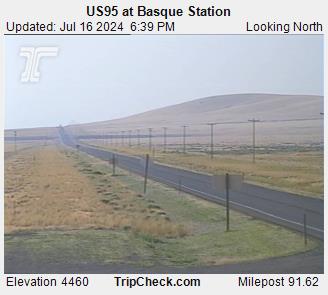 US95 at Basque Station
Updated: Jul 16 2024 6:39 PM Looking North
Elevation 4460 TripCheck.com Milepost 91.62